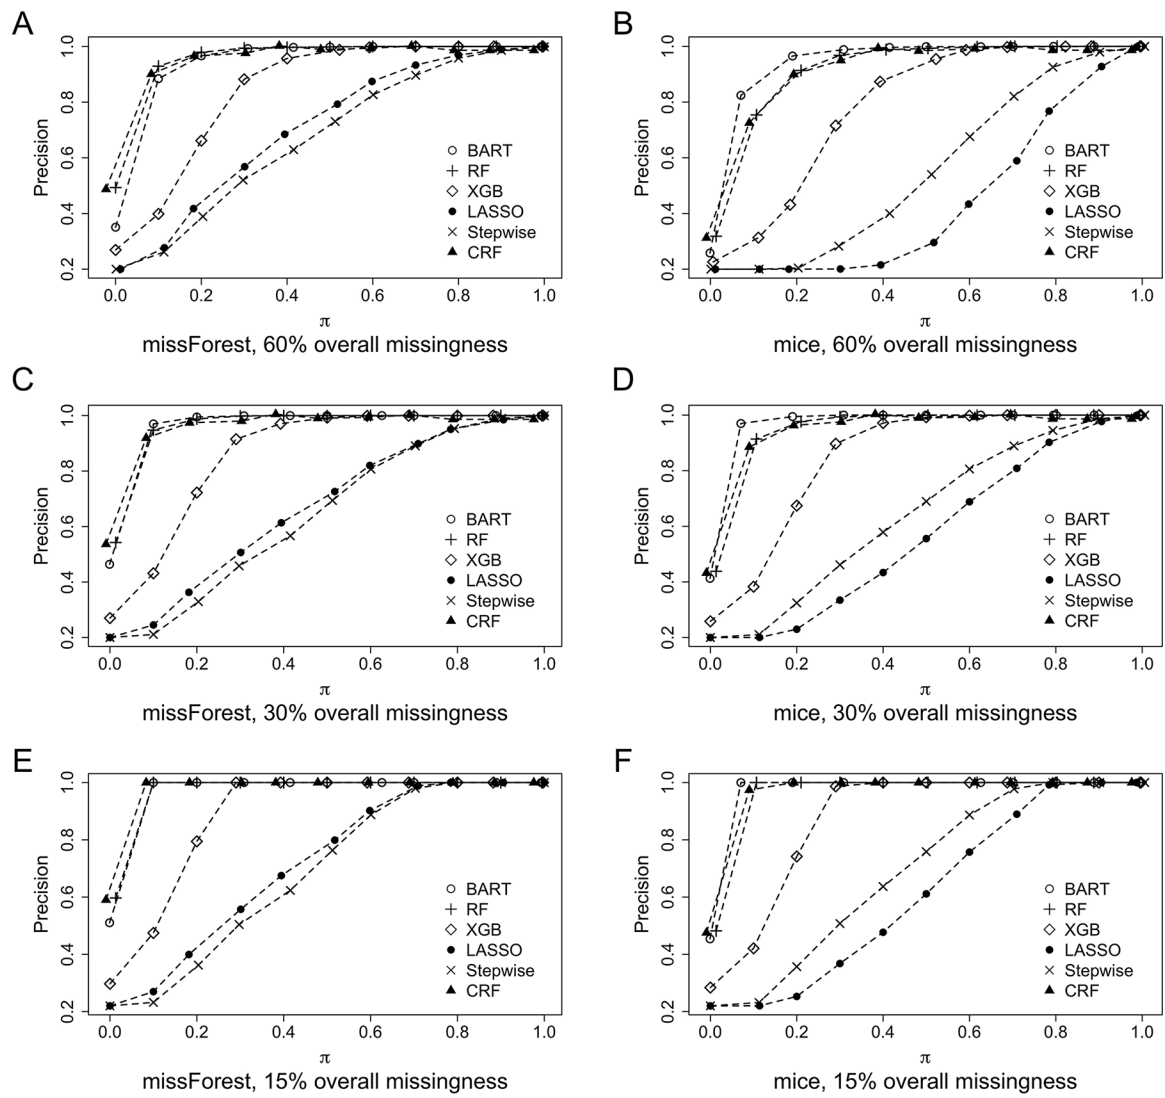 A
Precision
1.0
0.8
0.6
0.4
0.2
BART
RF
XGB
LASSO
Stepwise
CRF
0.0 0.2 0.4 0.6 0.8 1.0
π
missForest, 60% overall missingness
B
Precision
1.0
0.8
0.6
0.4
0.2
BART
RF
XGB
LASSO
Stepwise
CRF
0.0 0.2 0.4 0.6 0.8 1.0
π
mice, 60% overall missingness
C
Precision
1.0
0.8
0.6
0.4
0.2
BART
RF
XGB
LASSO
Stepwise
CRF
0.0 0.2 0.4 0.6 0.8 1.0
π
missForest, 30% overall missingness
D
Precision
1.0
0.8
0.6
0.4
0.2
BART
RF
XGB
LASSO
Stepwise
CRF
0.0 0.2 0.4 0.6 0.8 1.0
π
mice, 30% overall missingness
E
Precision
1.0
0.8
0.6
0.4
0.2
BART
RF
XGB
LASSO
Stepwise
CRF
0.0 0.2 0.4 0.6 0.8 1.0
π
missForest, 15% overall missingness
F
Precision
1.0
0.8
0.6
0.4
0.2
BART
RF
XGB
LASSO
Stepwise
CRF
0.0 0.2 0.4 0.6 0.8 1.0
π
mice, 15% overall missingness